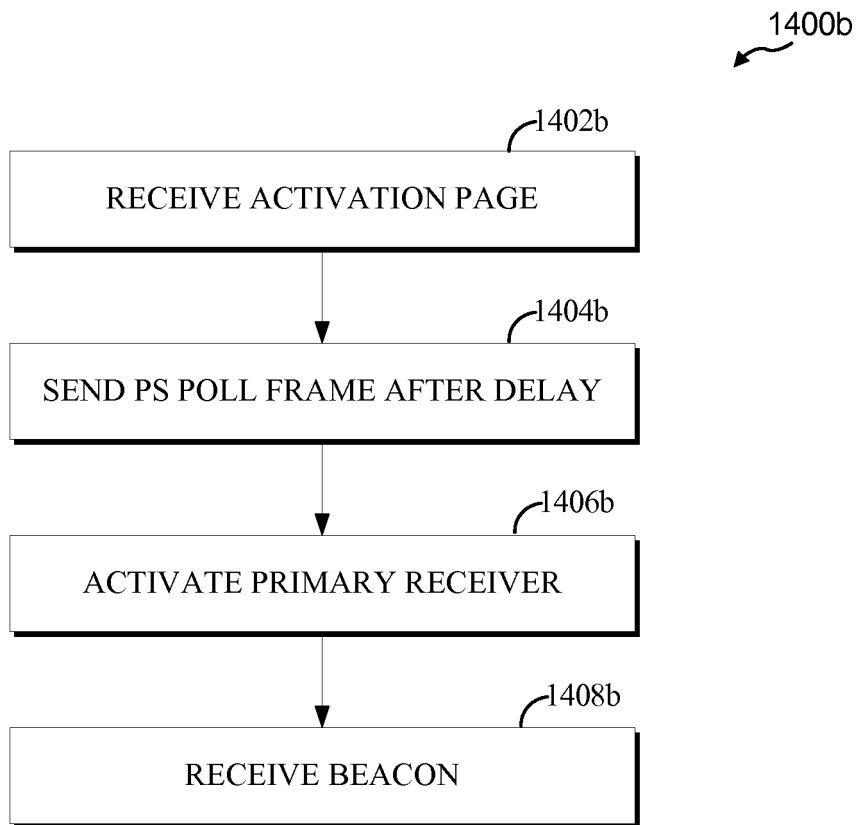 1400b
1402b
RECEIVE ACTIVATION PAGE
1404b
SEND PS POLL FRAME AFTER DELAY
1406b
ACTIVATE PRIMARY RECEIVER
1408b
RECEIVE BEACON